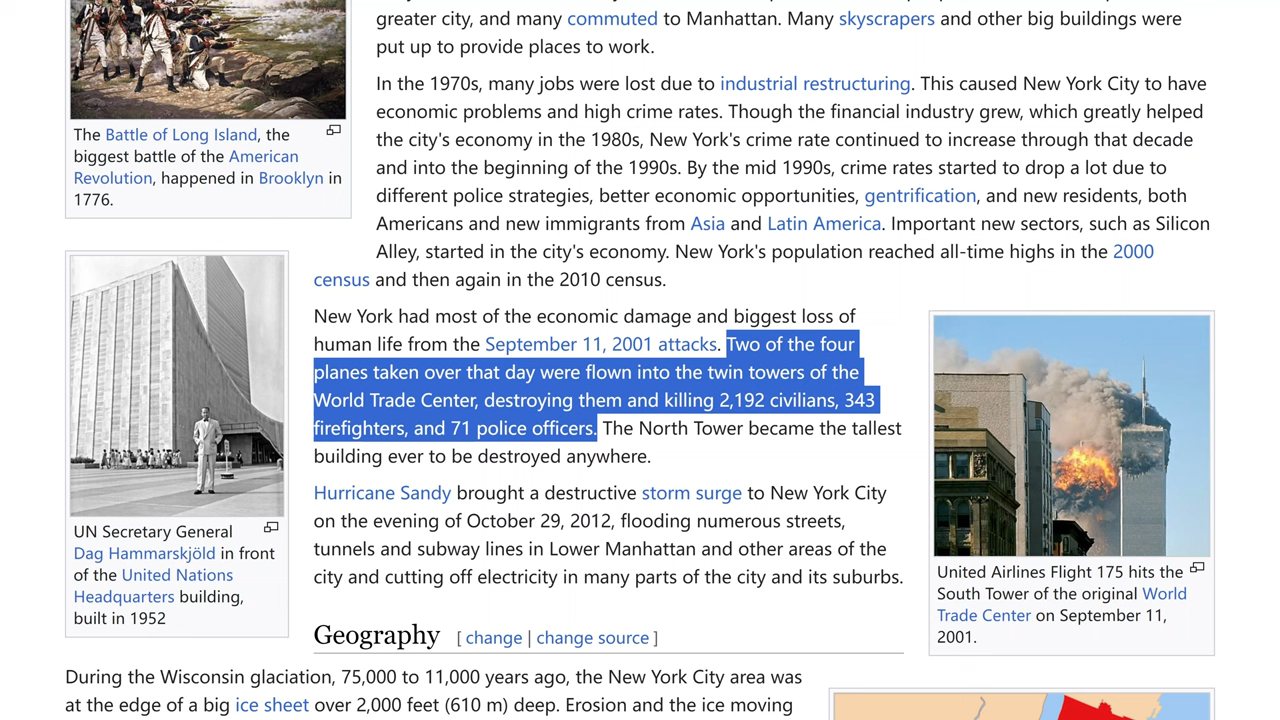 greater city, and many commuted to Manhattan. Many skyscrapers and other big buildings were
put up to provide places to work.
In the 1970s, many jobs were lost due to industrial restructuring. This caused New York City to have
economic problems and high crime rates. Though the financial industry grew, which greatly helped
the city's economy in the 1980s, New York's crime rate continued to increase through that decade
and into the beginning of the 1990s. By the mid 1990s, crime rates started to drop a lot due to
different police strategies, better economic opportunities, gentrification, and new residents, both
Americans and new immigrants from Asia and Latin America. Important new sectors, such as Silicon
Alley, started in the city's economy. New York's population reached all-time highs in the 2000
census and then again in the 2010 census.
The Battle of Long Island, the
biggest battle of the American
Revolution, happened in Brooklyn in
1776.
New York had most of the economic damage and biggest loss of
human life from the September 11, 2001 attacks. Two of the four
planes taken over that day were flown into the twin towers of the
World Trade Center, destroying them and killing 2,192 civilians, 343
firefighters, and 71 police officers. The North Tower became the tallest
building ever to be destroyed anywhere.
Hurricane Sandy brought a destructive storm surge to New York City
on the evening of October 29, 2012, flooding numerous streets,
tunnels and subway lines in Lower Manhattan and other areas of the
city and cutting off electricity in many parts of the city and its suburbs.
UN Secretary General
Dag Hammarskjöld in front
of the United Nations
Headquarters building,
built in 1952
United Airlines Flight 175 hits the
South Tower of the original World
Trade Center on September 11,
2001.
Geography [ change | change source ]
During the Wisconsin glaciation, 75,000 to 11,000 years ago, the New York City area was
at the edge of a big ice sheet over 2,000 feet (610 m) deep. Erosion and the ice moving